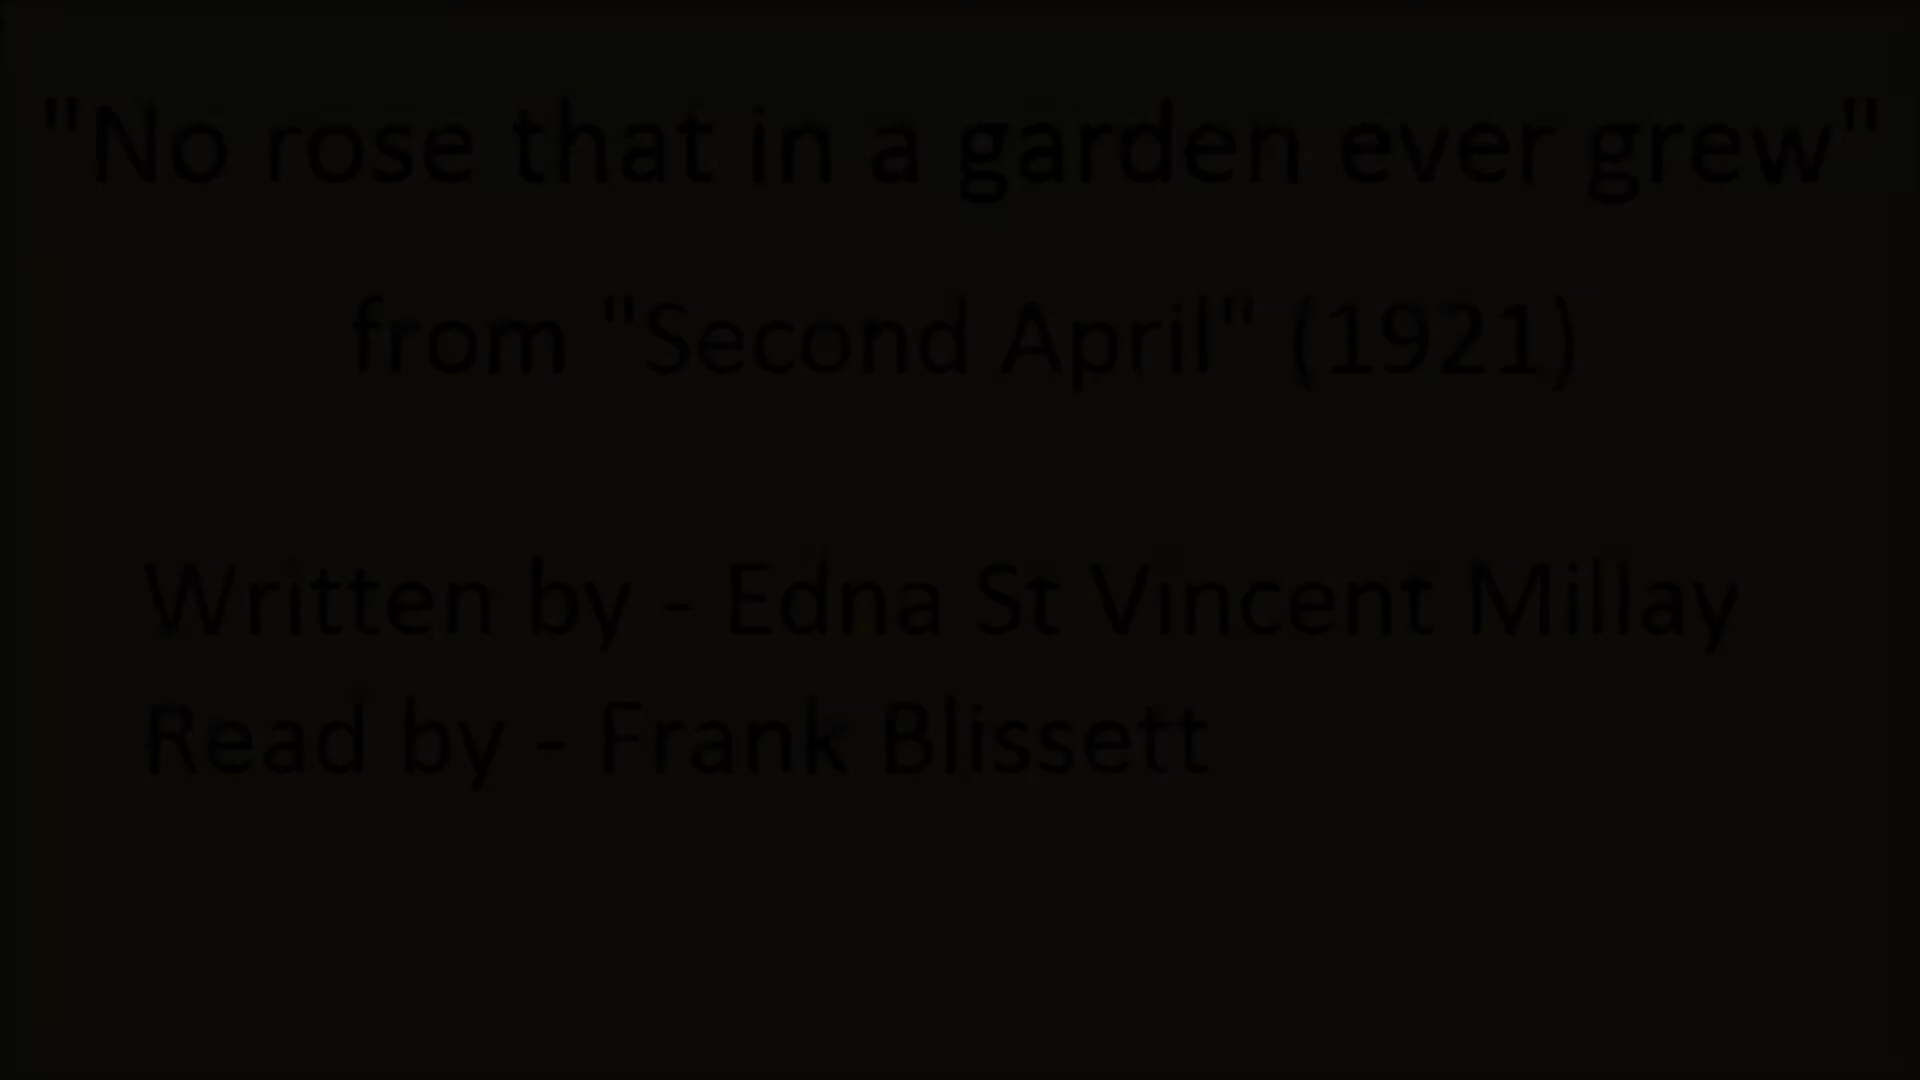 "No rose that in a garden ever grew"
from "Second April" (1921)
Written by - Edna St Vincent Millay
Read by - Frank Blissett